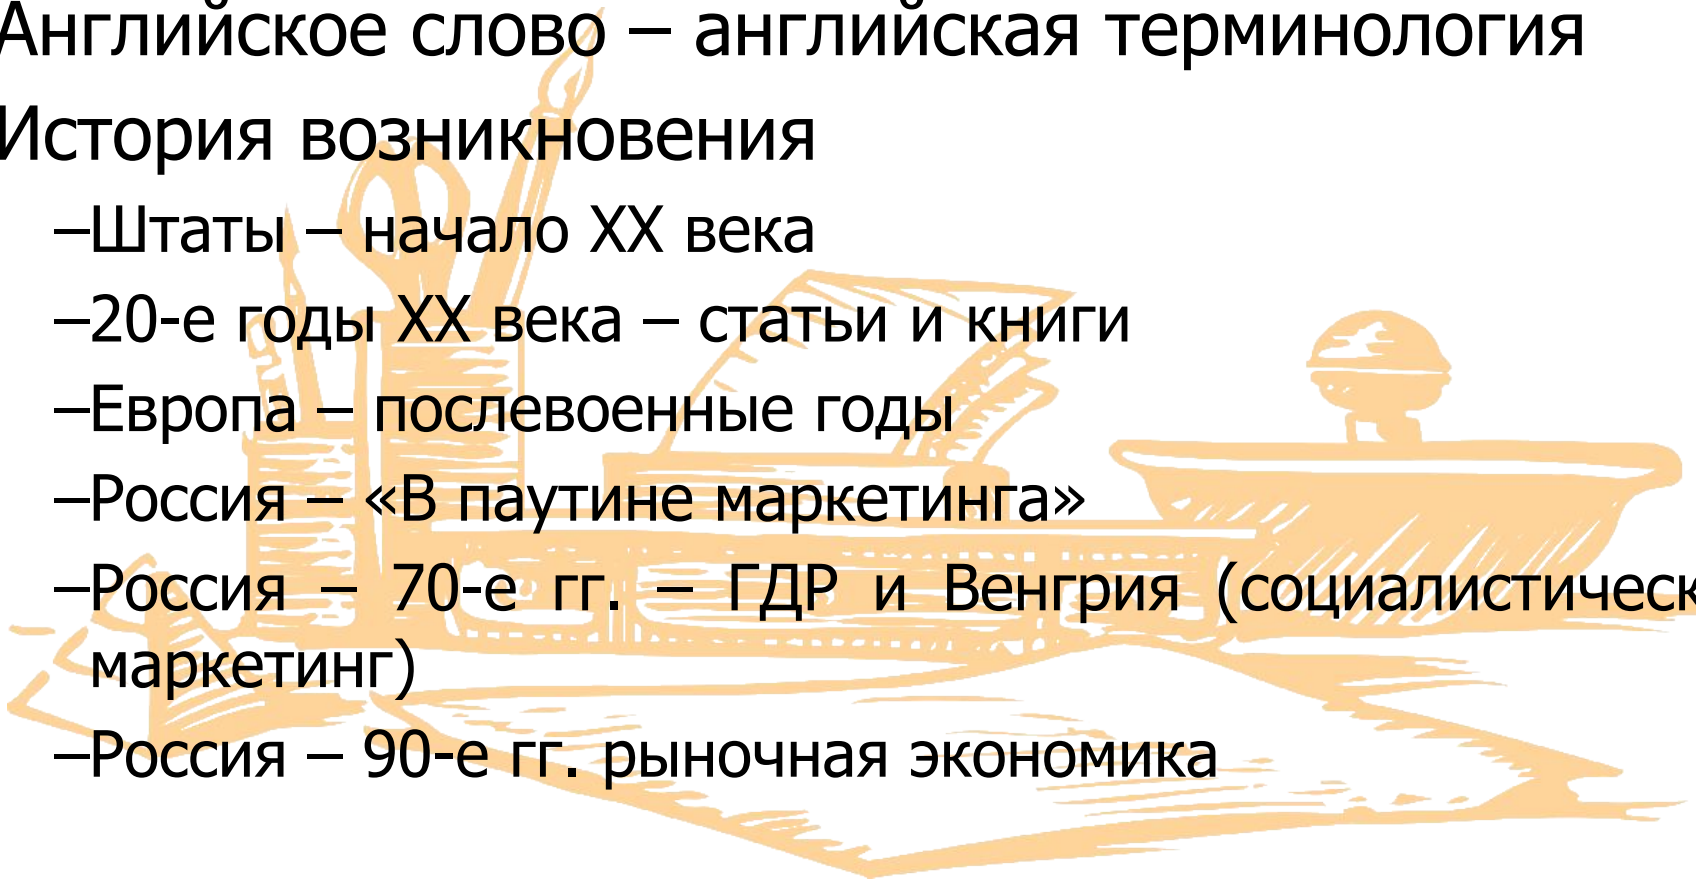 Английское слово – английская терминология
История возникновения
–Штаты – начало XX века
–20-е годы XX века – статьи и книги
–Европа – послевоенные годы
–Россия – «В паутине маркетинга»
–Россия – 70-е гг. – ГДР и Венгрия (социалистическ
маркетинг)
–Россия – 90-е гг. рыночная экономика